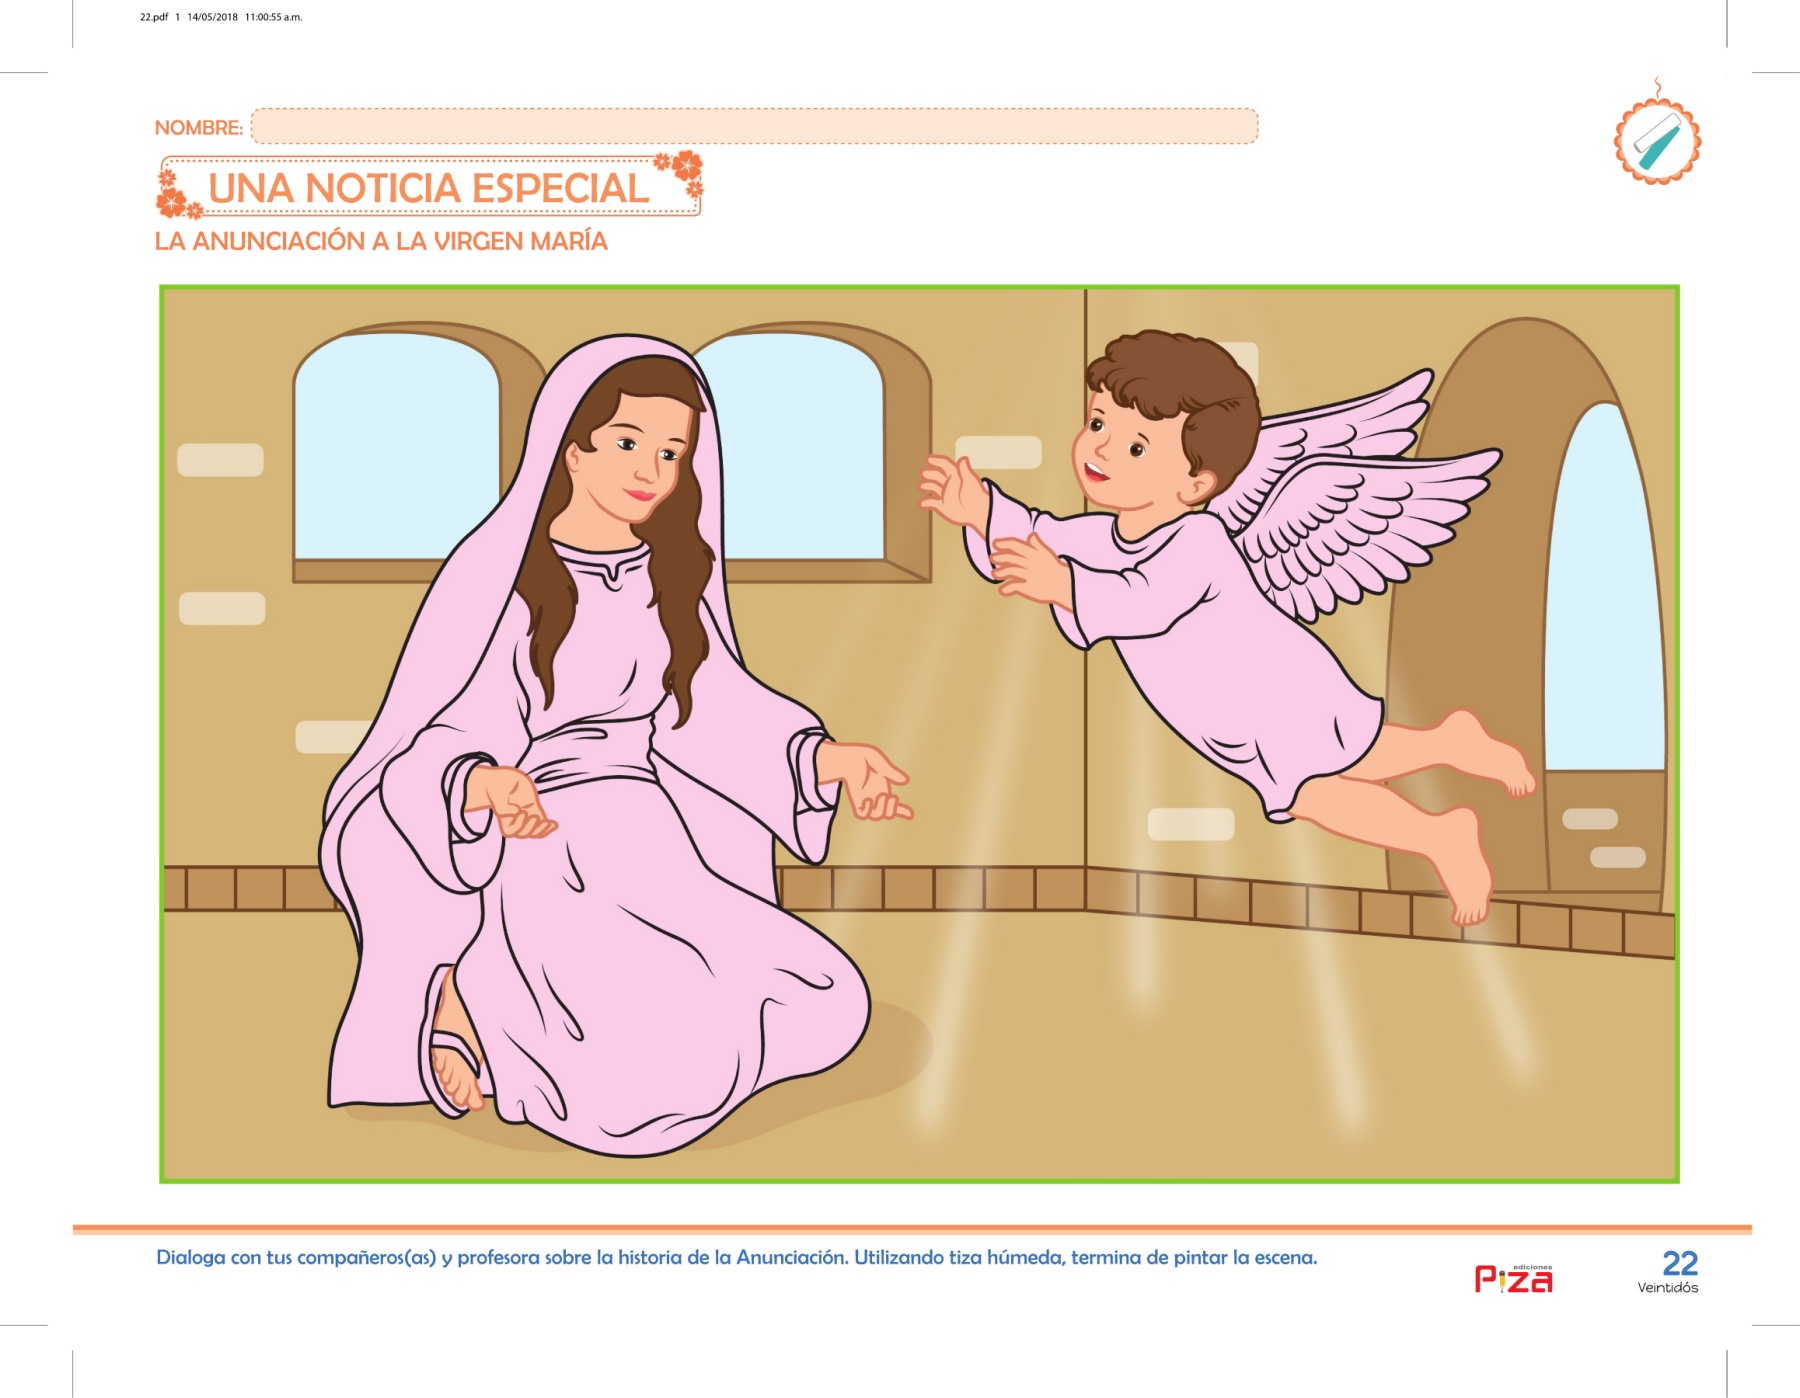 22.pdf 1 14/05/2018 11:00:55 a.m.
NOMBRE:
UNA NOTICIA ESPECIAL
LA ANUNCIACIÓN A LA VIRGEN MARÍA
Dialoga con tus compañeros(as) y profesora sobre la historia de la Anunciación. Utilizando tiza húmeda, termina de pintar la escena.
ediciones
Piza
22
Veintidós